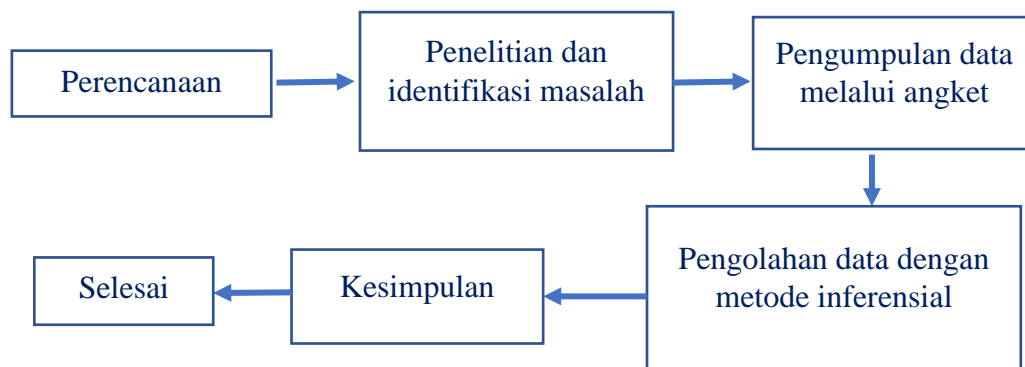 Perencanaan
Penelitian dan
identifikasi masalah
Pengumpulan data
melalui angket
Pengolahan data dengan
metode inferensial
Kesimpulan
Selesai